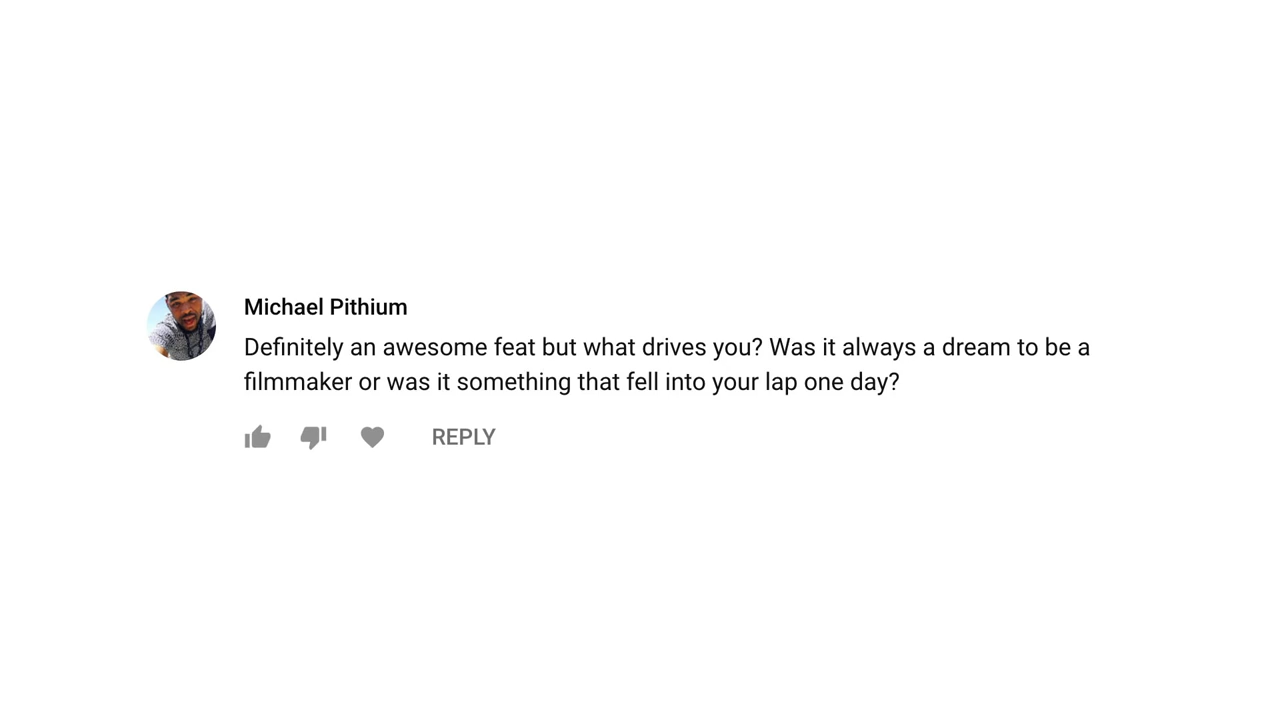 Michael Pithium
Definitely an awesome feat but what drives you? Was it always a dream to be a
filmmaker or was it something that fell into your lap one day?
REPLY